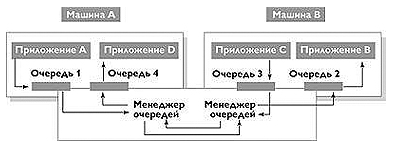 Машина A
Машина B
Приложение A
Приложение D
Приложение C
Приложение B
Очередь 1
Очередь 4
Очередь 3
Очередь 2
Менеджер
очередей
Менеджер
очередей